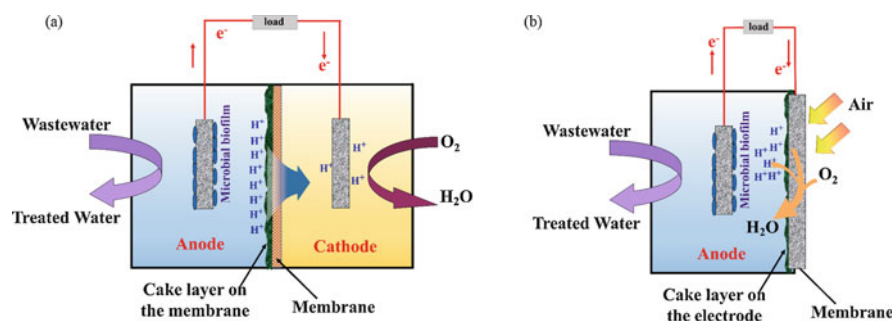 (a)
load
e-
e-
Wastewater
Treated Water
Microbial biofilm
H+
H+
H+
H+
H+
H+
H+
H+
H+
H+
H+
O2
H2O
Anode
Cathode
Cake layer on
the membrane
Membrane
(b)
load
e-
e-
Air
Wastewater
Treated Water
Microbial biofilm
H+
H+
H+
H+
H+
H+H+
O2
H2O
Anode
Cake layer on
the electrode
Membrane